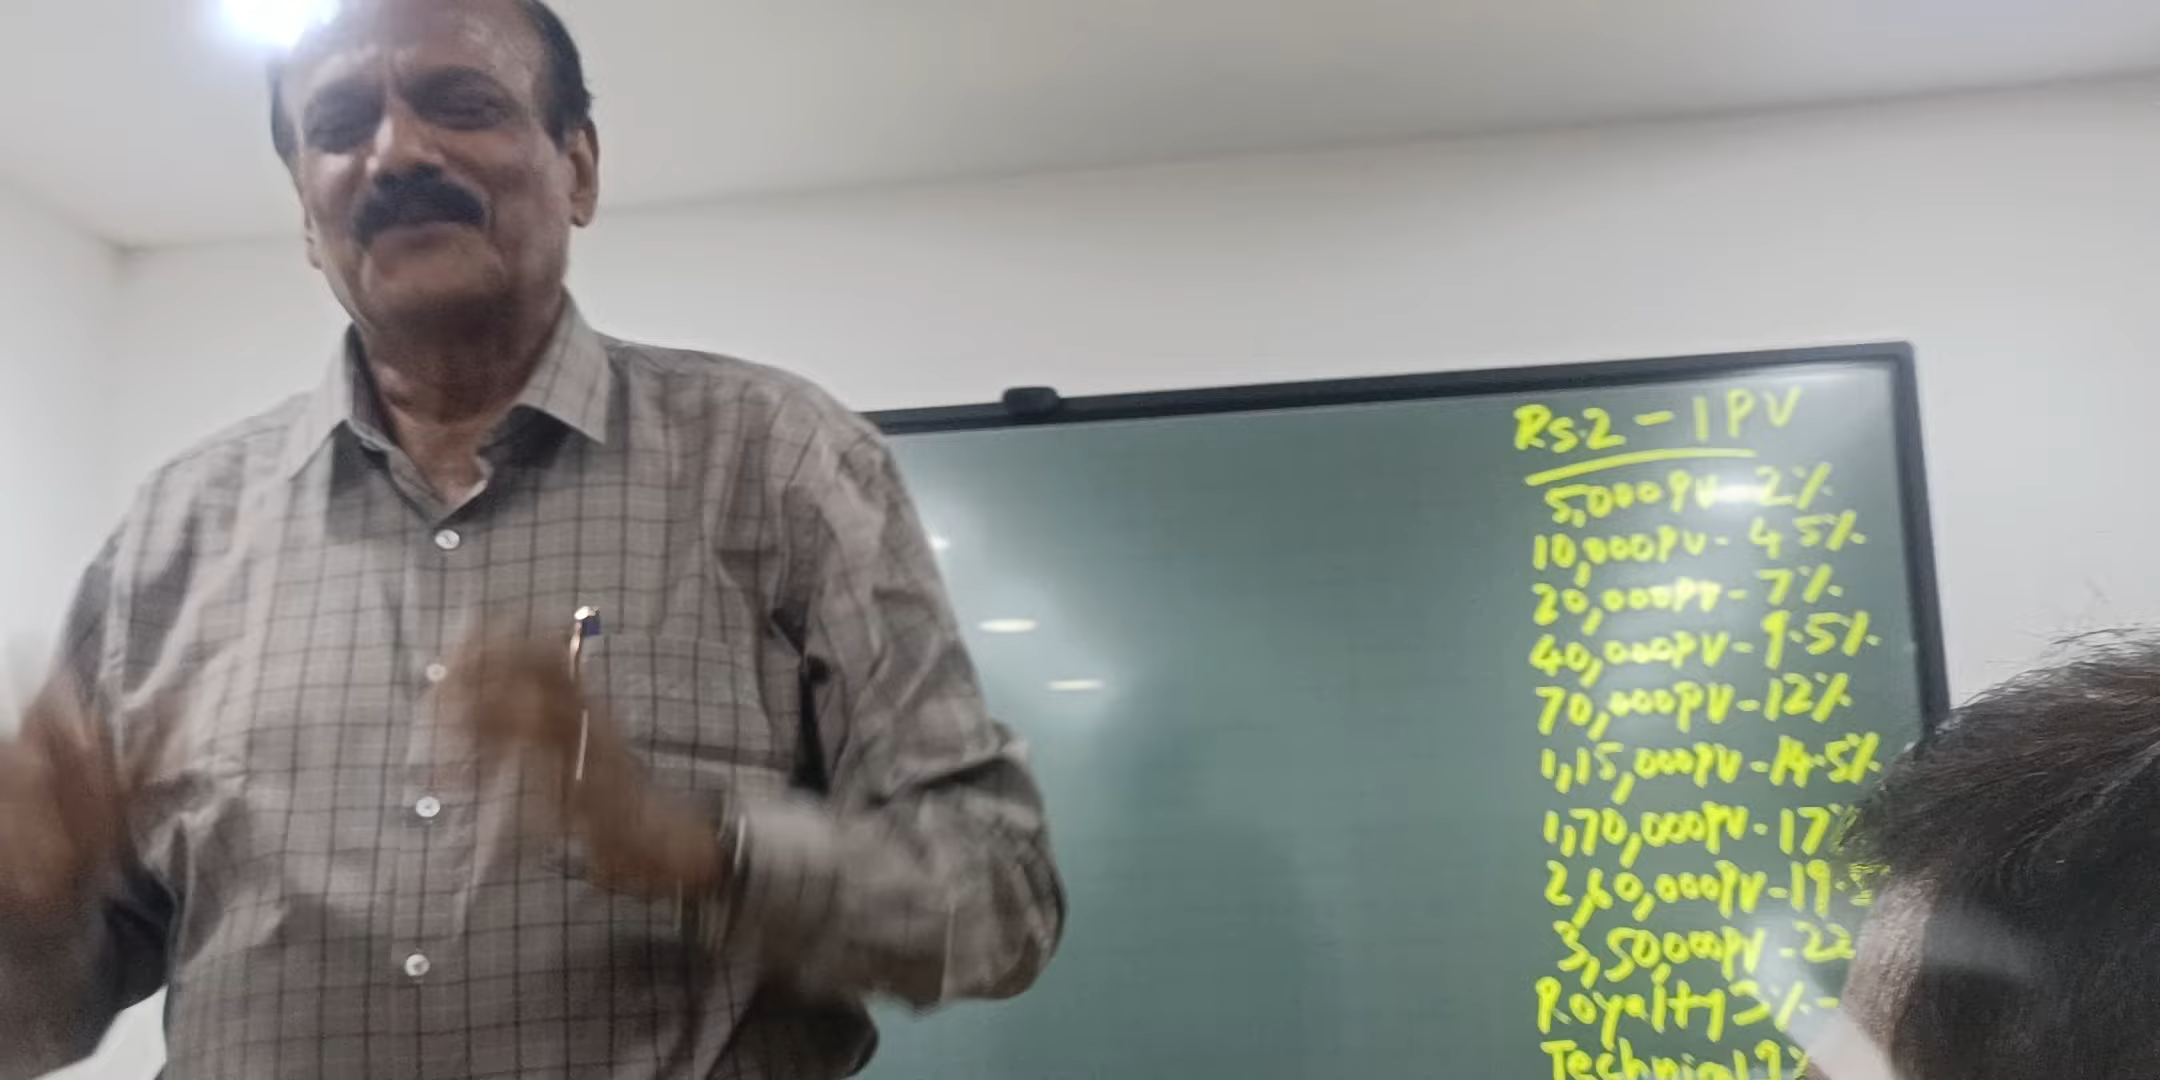 Rs.2 - 1PV
5,000PV - 2%
10,000PV - 4.5%
20,000PV - 7%
40,000PV - 9.5%
70,000PV - 12%
1,15,000PV - 14.5%
1,70,000PV - 17%
2,60,000PV - 19.5
3,50,000PV - 22
Royalty 3% -